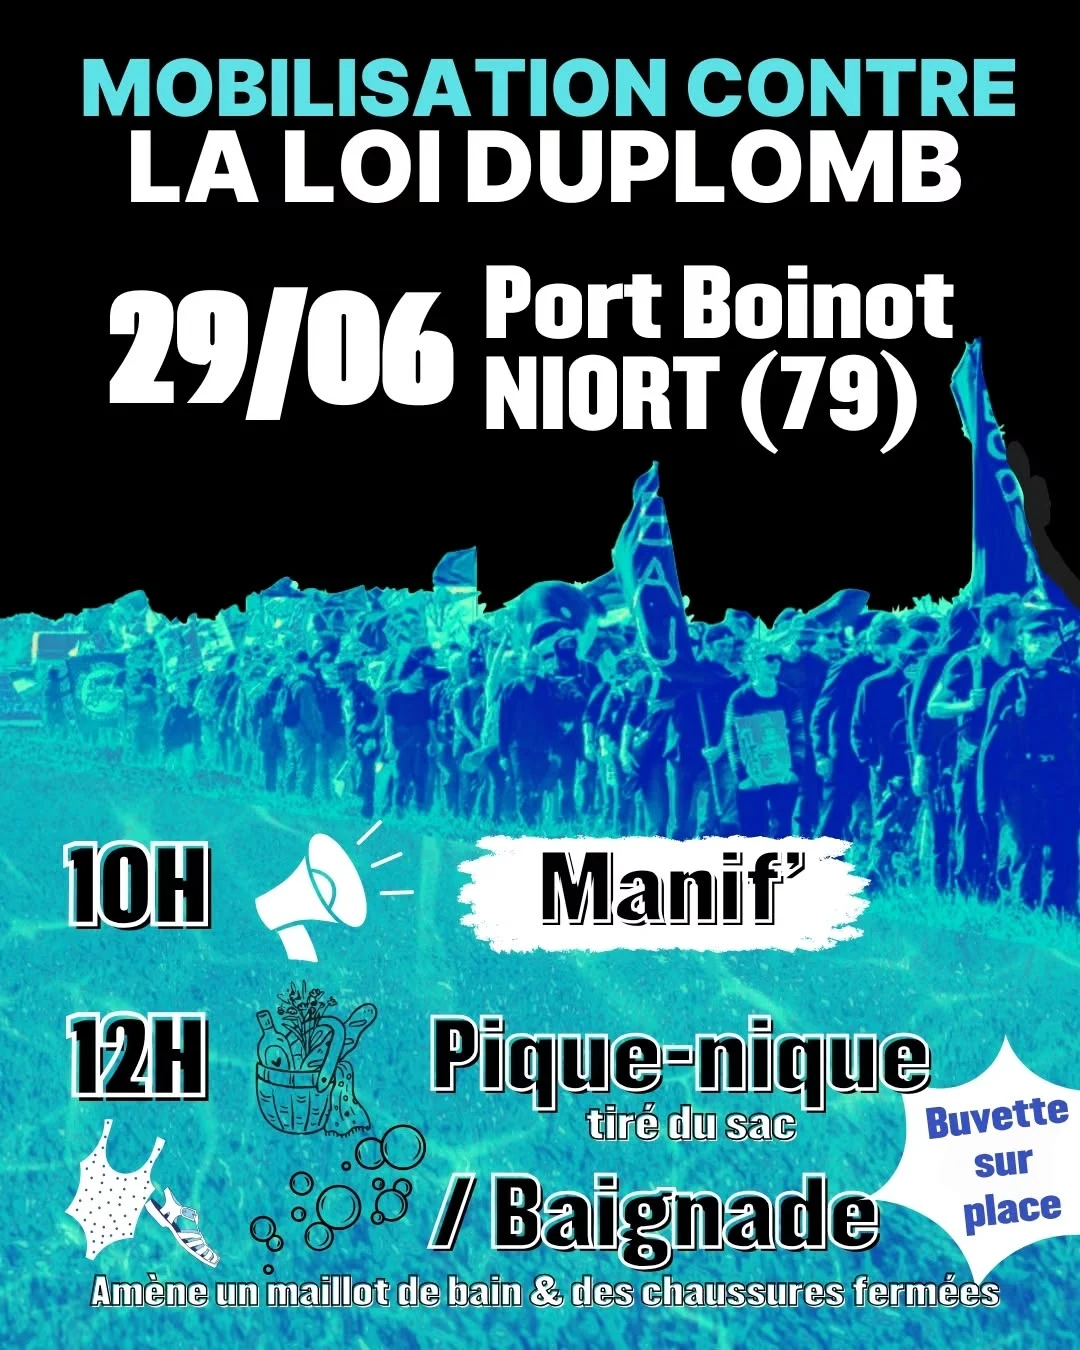 MOBILISATION CONTRE
LA LOI DUPLOMB
29/06
Port Boinot
NIORT (79)
10H
Manif'
12H
Pique-nique
tiré du sac
/ Baignade
Buvette
sur
place
Amène un maillot de bain & des chaussures fermées